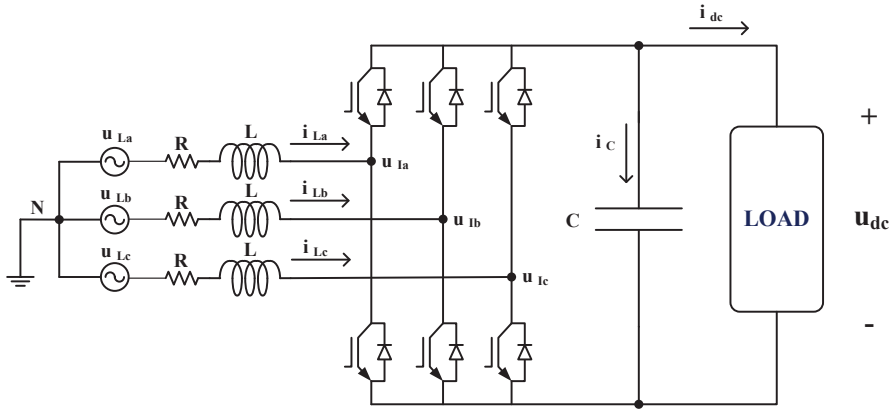 i dc
+
u La
R
L
i La
u Ia
i C
N
u Lb
R
L
i Lb
u Ib
C
LOAD
u dc
u Lc
R
L
i Lc
u Ic
-